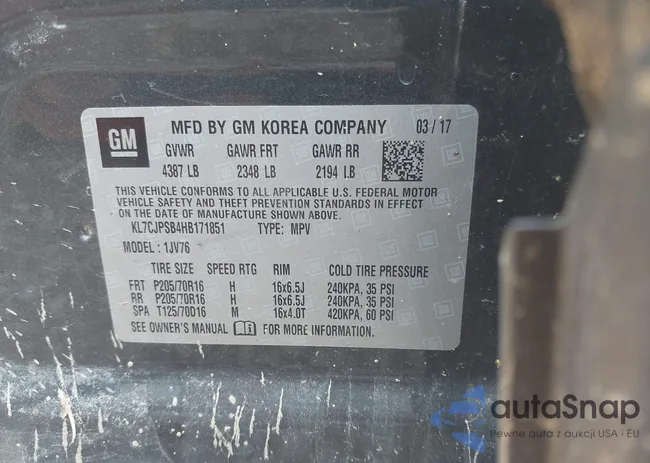 GM MFD BY GM KOREA COMPANY 03/17
GVWR GAWR FRT GAWR RR
4387 LB 2348 LB 2194 LB
THIS VEHICLE CONFORMS TO ALL APPLICABLE U.S. FEDERAL MOTOR
VEHICLE SAFETY AND THEFT PREVENTION STANDARDS IN EFFECT
ON THE DATE OF MANUFACTURE SHOWN ABOVE.
KL7CJPSB4HB171851 TYPE: MPV
MODEL: 1JV76
TIRE SIZE SPEED RTG RIM COLD TIRE PRESSURE
FRT P205/70R16 H 16x6.5J 240KPA, 35 PSI
RR P205/70R16 H 16x6.5J 240KPA, 35 PSI
SPA T125/70D16 M 16x4.0T 420KPA, 60 PSI
SEE OWNER'S MANUAL FOR MORE INFORMATION.
autaSnap
Pewne auta z aukcji USA i EU